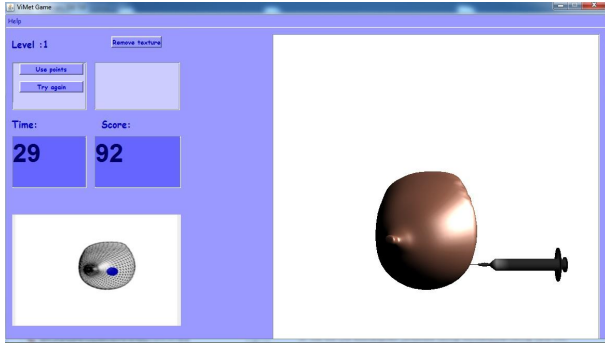 ViMet Game
Help
Level :1
Remove texture
Use points
Try again
Time:
Score:
29
92